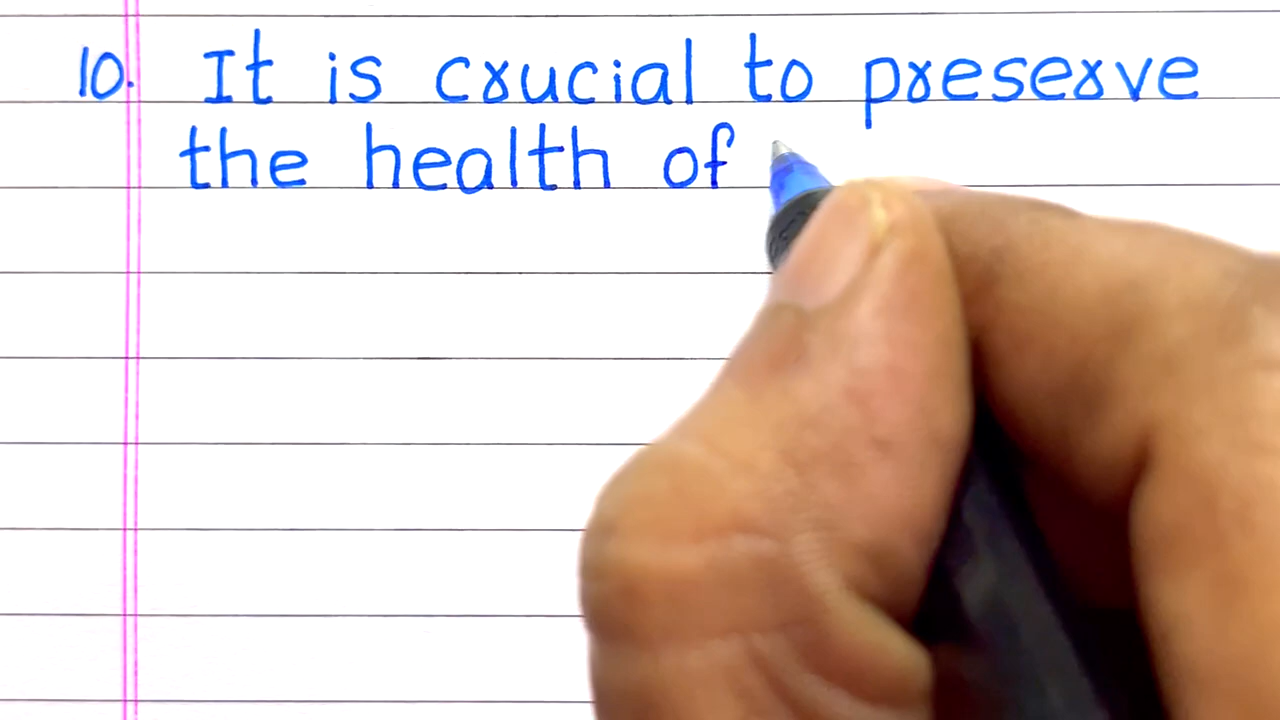 10. It is crucial to preserve
the health of